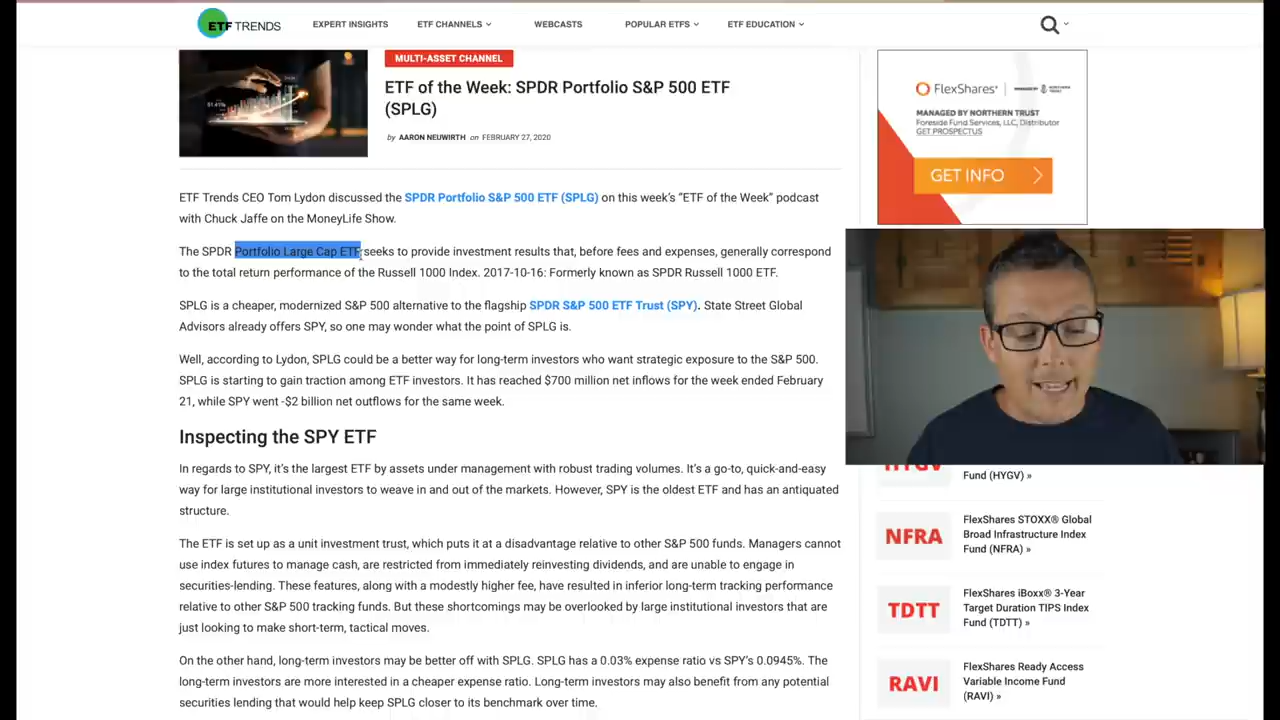 ETF TRENDS
EXPERT INSIGHTS
ETF CHANNELS
WEBCASTS
POPULAR ETFS
ETF EDUCATION
MULTI-ASSET CHANNEL
ETF of the Week: SPDR Portfolio S&P 500 ETF
(SPLG)
by AARON NEUWIRTH on FEBRUARY 27, 2020
ETF Trends CEO Tom Lydon discussed the SPDR Portfolio S&P 500 ETF (SPLG) on this week's “ETF of the Week” podcast
with Chuck Jaffe on the MoneyLife Show.
The SPDR Portfolio Large Cap ETF seeks to provide investment results that, before fees and expenses, generally correspond
to the total return performance of the Russell 1000 Index. 2017-10-16: Formerly known as SPDR Russell 1000 ETF.
SPLG is a cheaper, modernized S&P 500 alternative to the flagship SPDR S&P 500 ETF Trust (SPY). State Street Global
Advisors already offers SPY, so one may wonder what the point of SPLG is.
Well, according to Lydon, SPLG could be a better way for long-term investors who want strategic exposure to the S&P 500.
SPLG is starting to gain traction among ETF investors. It has reached $700 million net inflows for the week ended February
21, while SPY went -$2 billion net outflows for the same week.
Inspecting the SPY ETF
In regards to SPY, it's the largest ETF by assets under management with robust trading volumes. It's a go-to, quick-and-easy
way for large institutional investors to weave in and out of the markets. However, SPY is the oldest ETF and has an antiquated
structure.
The ETF is set up as a unit investment trust, which puts it at a disadvantage relative to other S&P 500 funds. Managers cannot
use index futures to manage cash, are restricted from immediately reinvesting dividends, and are unable to engage in
securities-lending. These features, along with a modestly higher fee, have resulted in inferior long-term tracking performance
relative to other S&P 500 tracking funds. But these shortcomings may be overlooked by large institutional investors that are
just looking to make short-term, tactical moves.
On the other hand, long-term investors may be better off with SPLG. SPLG has a 0.03% expense ratio vs SPY's 0.0945%. The
long-term investors are more interested in a cheaper expense ratio. Long-term investors may also benefit from any potential
securities lending that would help keep SPLG closer to its benchmark over time.
FlexShares
MANAGED BY NORTHERN TRUST
MANAGED BY NORTHERN TRUST
Foreside Fund Services, LLC, Distributor
GET PROSPECTUS
GET INFO
HYGV
Fund (HYGV) »
NFRA
FlexShares STOXX® Global
Broad Infrastructure Index
Fund (NFRA) »
TDTT
FlexShares iBoxx® 3-Year
Target Duration TIPS Index
Fund (TDTT) »
RAVI
FlexShares Ready Access
Variable Income Fund
(RAVI) »